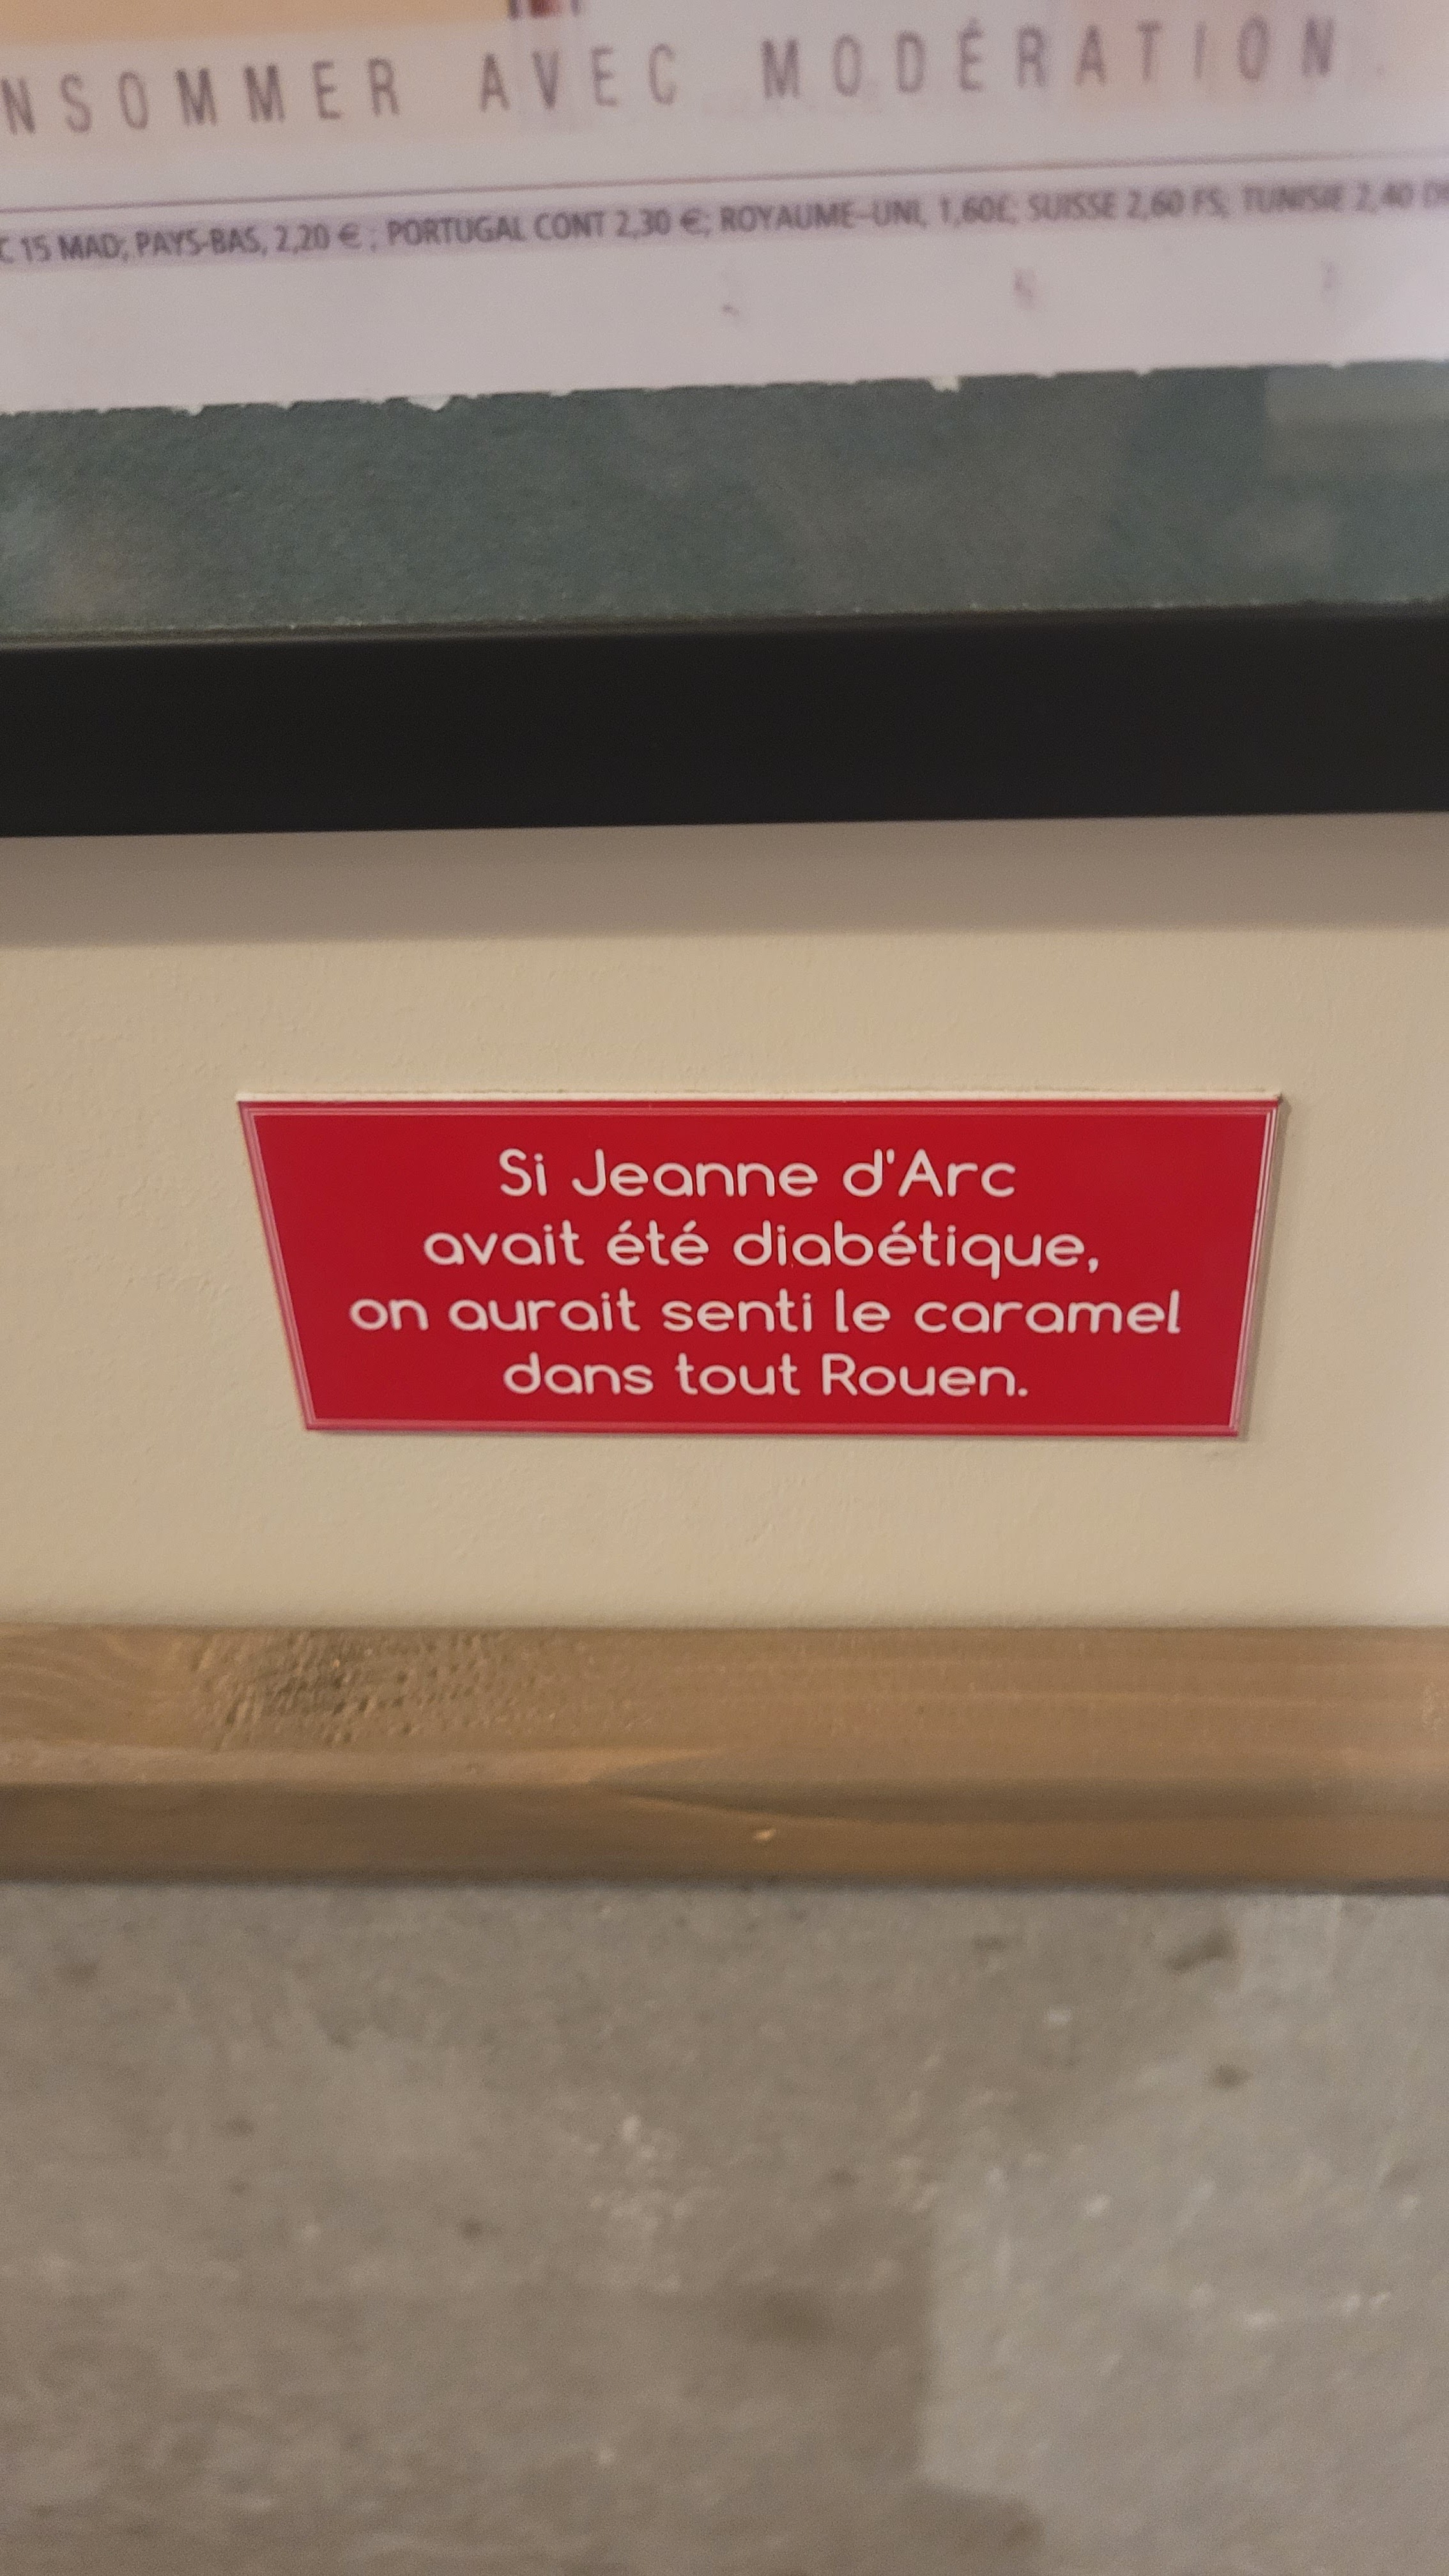 NSOMMER AVEC MODÉRATION.
C 15 MAD; PAYS-BAS, 2,20 € ; PORTUGAL CONT 2,30 €; ROYAUME-UNI, 1,60£; SUISSE 2,60 FS; TUNISIE 2,40
Si Jeanne d'Arc
avait été diabétique,
on aurait senti le caramel
dans tout Rouen.